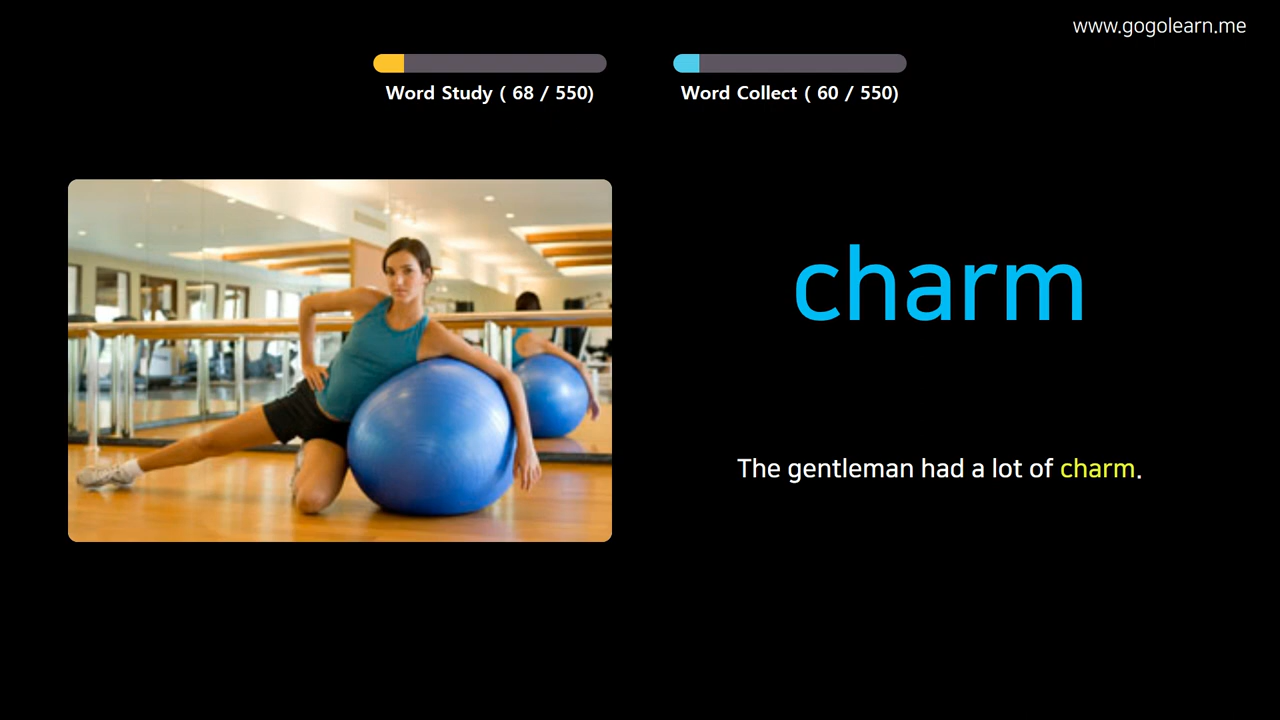 www.gogolearn.me
Word Study ( 68 / 550)
Word Collect ( 60 / 550)
charm
The gentleman had a lot of charm.